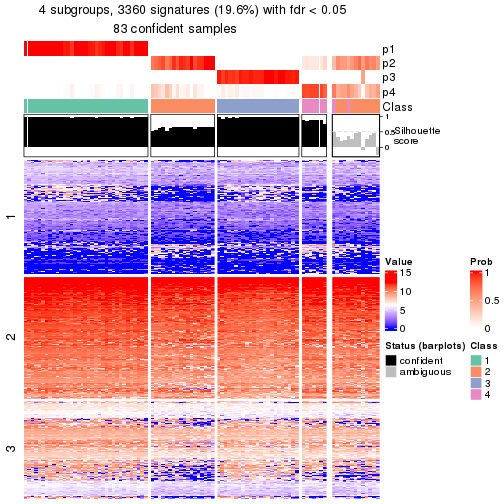 4 subgroups, 3360 signatures (19.6%) with fdr < 0.05
83 confident samples
p1
p2
p3
p4
Class
1
0.5
0
Silhouette
score
1
2
3
Value
15
10
5
0
Prob
1
0.5
0
Status (barplots)
confident
ambiguous
Class
1
2
3
4